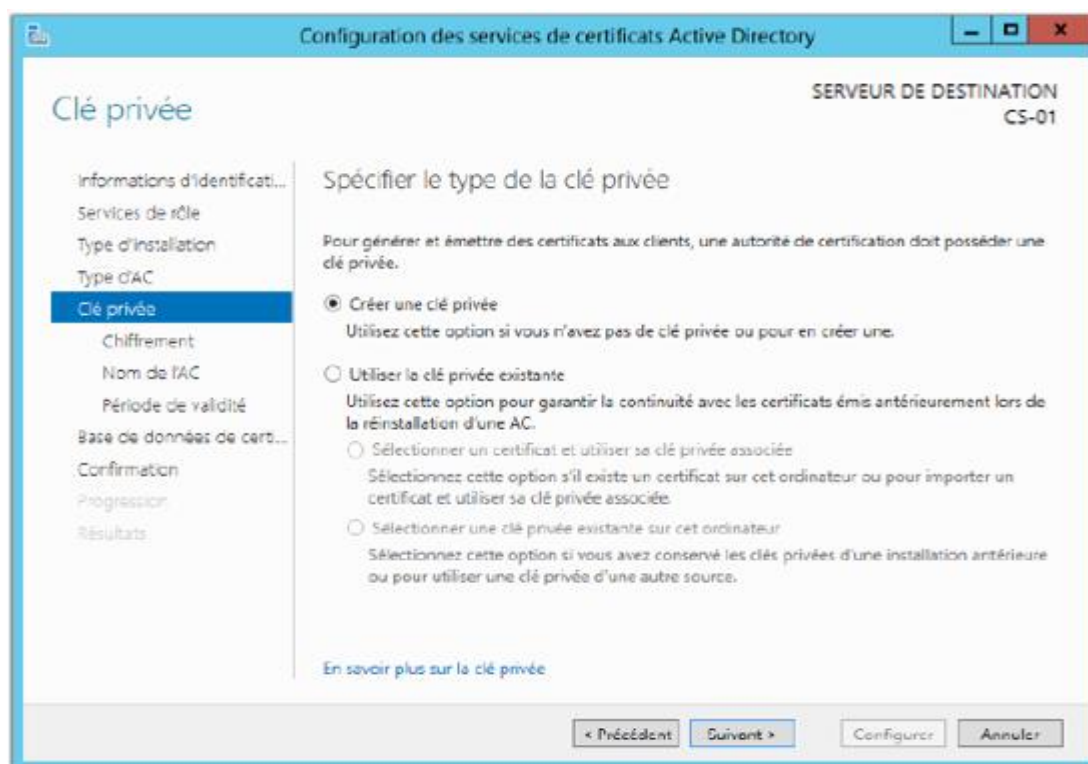 Configuration des services de certificats Active Directory
Clé privée
SERVEUR DE DESTINATION
CS-01
Informations d'identificati...
Services de rôle
Type d'installation
Type d'AC
Clé privée
Chiffrement
Nom de l'AC
Période de validité
Base de données de certi...
Confirmation
Progression
Résultats
Spécifier le type de la clé privée
Pour générer et émettre des certificats aux clients, une autorité de certification doit posséder une
clé privée.
Créer une clé privée
Utilisez cette option si vous n'avez pas de clé privée ou pour en créer une.
Utiliser la clé privée existante
Utilisez cette option pour garantir la continuité avec les certificats émis antérieurement lors de
la réinstallation d'une AC.
Sélectionner un certificat et utiliser sa clé privée associée
Sélectionnez cette option s'il existe un certificat sur cet ordinateur ou pour importer un
certificat et utiliser sa clé privée associée.
Sélectionner une clé privée existante sur cet ordinateur
Sélectionnez cette option si vous avez conservé les clés privées d'une installation antérieure
ou pour utiliser une clé privée d'une autre source.
En savoir plus sur la clé privée
< Précédent
Suivant >
Configurer
Annuler